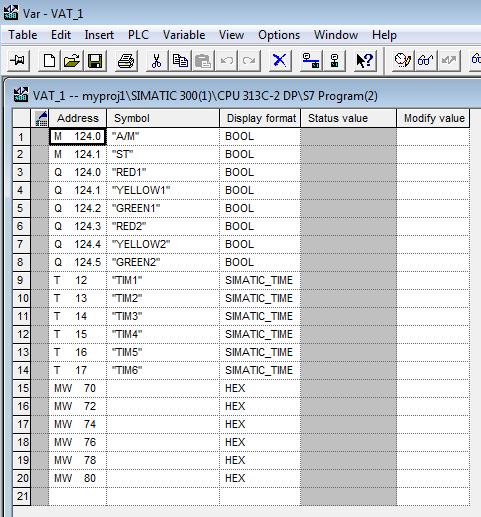 Var - VAT_1
Table Edit Insert PLC Variable View Options Window Help
VAT_1 -- myproj1\SIMATIC 300(1)\CPU 313C-2 DP\S7 Program(2)
Address Symbol Display format Status value Modify value
1 M 124.0 "A/M" BOOL
2 M 124.1 "ST" BOOL
3 Q 124.0 "RED1" BOOL
4 Q 124.1 "YELLOW1" BOOL
5 Q 124.2 "GREEN1" BOOL
6 Q 124.3 "RED2" BOOL
7 Q 124.4 "YELLOW2" BOOL
8 Q 124.5 "GREEN2" BOOL
9 T 12 "TIM1" SIMATIC_TIME
10 T 13 "TIM2" SIMATIC_TIME
11 T 14 "TIM3" SIMATIC_TIME
12 T 15 "TIM4" SIMATIC_TIME
13 T 16 "TIM5" SIMATIC_TIME
14 T 17 "TIM6" SIMATIC_TIME
15 MW 70 HEX
16 MW 72 HEX
17 MW 74 HEX
18 MW 76 HEX
19 MW 78 HEX
20 MW 80 HEX
21